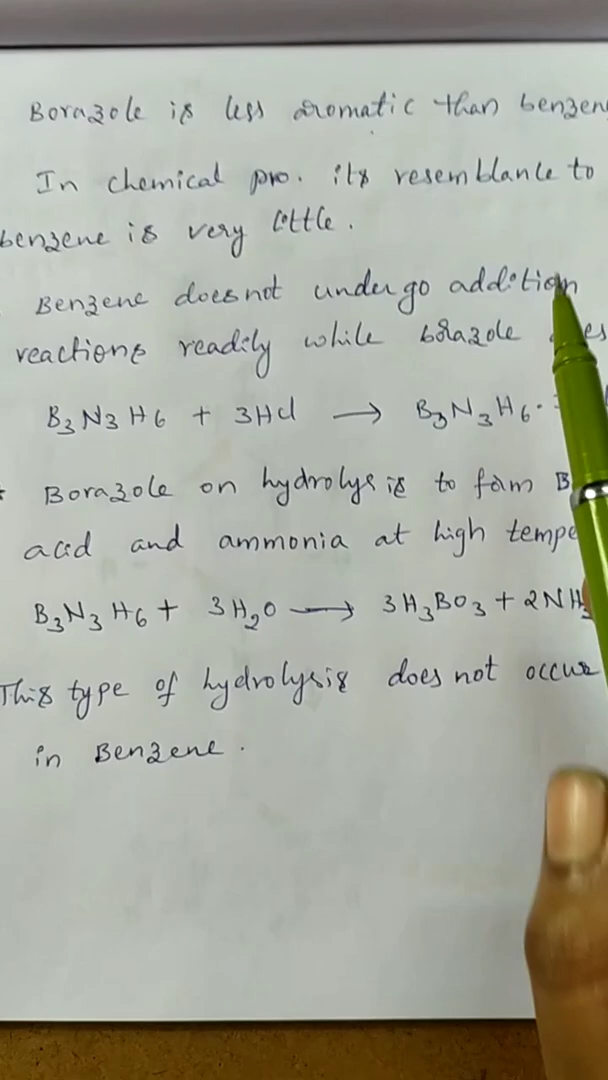 Borazole is less aromatic than benzen
In chemical pro. its resemblance to
benzene is very little.
Benzene does not undergo addition
reactions readily while borazole
B₃N₃H₆ + 3HCl → B₃N₃H₆·
Borazole on hydrolysis to form B
acid and ammonia at high tempe
B₃N₃H₆ + 3H₂O → 3H₃BO₃ + 2NH₃
This type of hydrolysis does not occur
in Benzene.